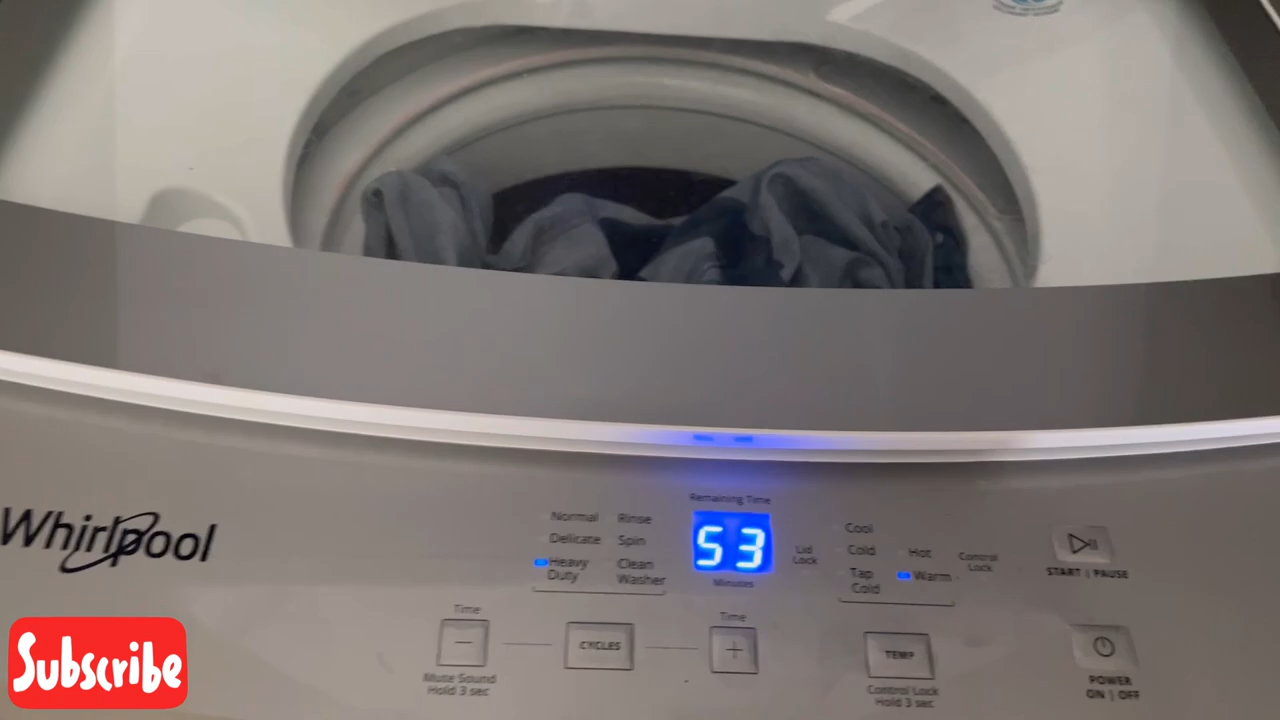 Whirlpool
Normal
Delicate
Heavy
Duty
Rinse
Spin
Clean
Washer
Remaining Time
53
Minutes
Lid
Lock
Cool
Cold
Tap
Cold
Hot
Warm
Control
Lock
START | PAUSE
Time
−
Mute Sound
Hold 3 sec
CYCLES
Time
+
TEMP
Control Lock
Hold 3 sec
POWER
ON | OFF
Subscribe